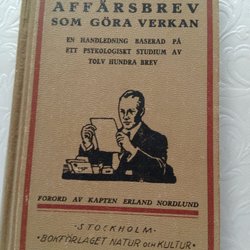 AFFÄRSBREV
SOM GÖRA VERKAN
EN HANDLEDNING BASERAD PÅ
ETT PSYKOLOGISKT STUDIUM AV
TOLV HUNDRA BREV
FÖRORD AV KAPTEN ERLAND NORDLUND
-STOCKHOLM-
·BOKFÖRLAGET NATUR OCH KULTUR·